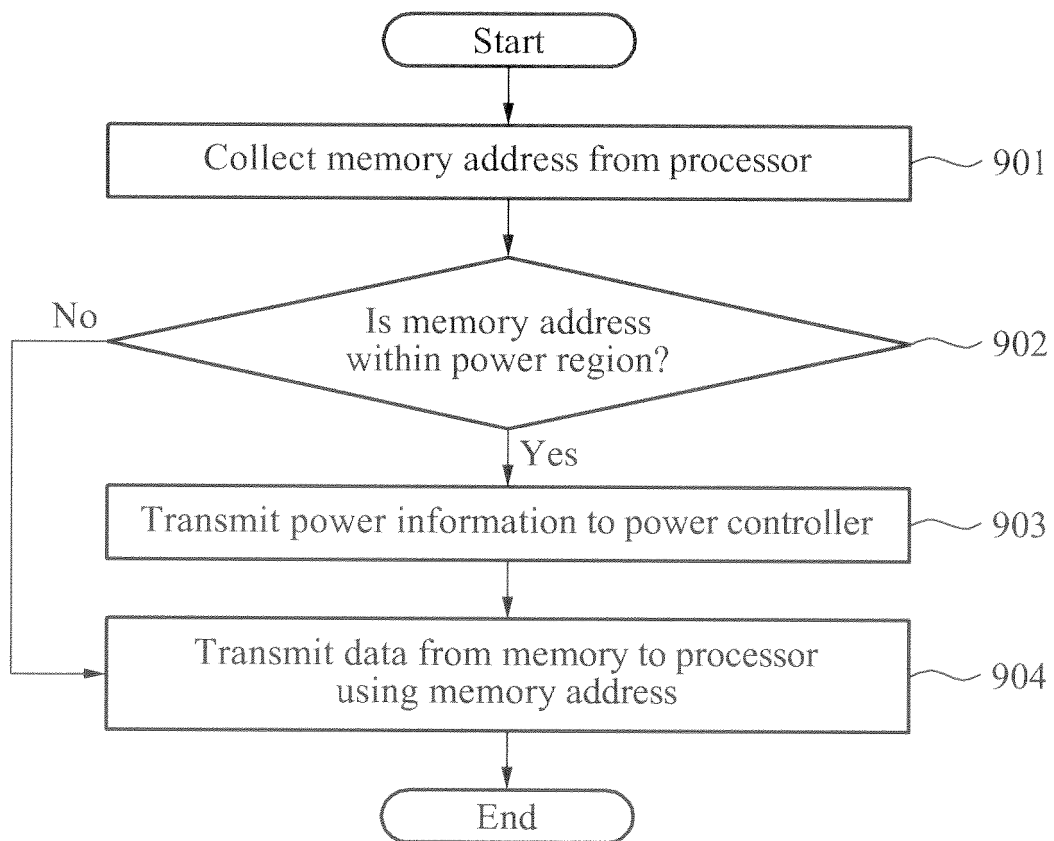 Start
Collect memory address from processor
901
No
Is memory address
within power region?
902
Yes
Transmit power information to power controller
903
Transmit data from memory to processor
using memory address
904
End